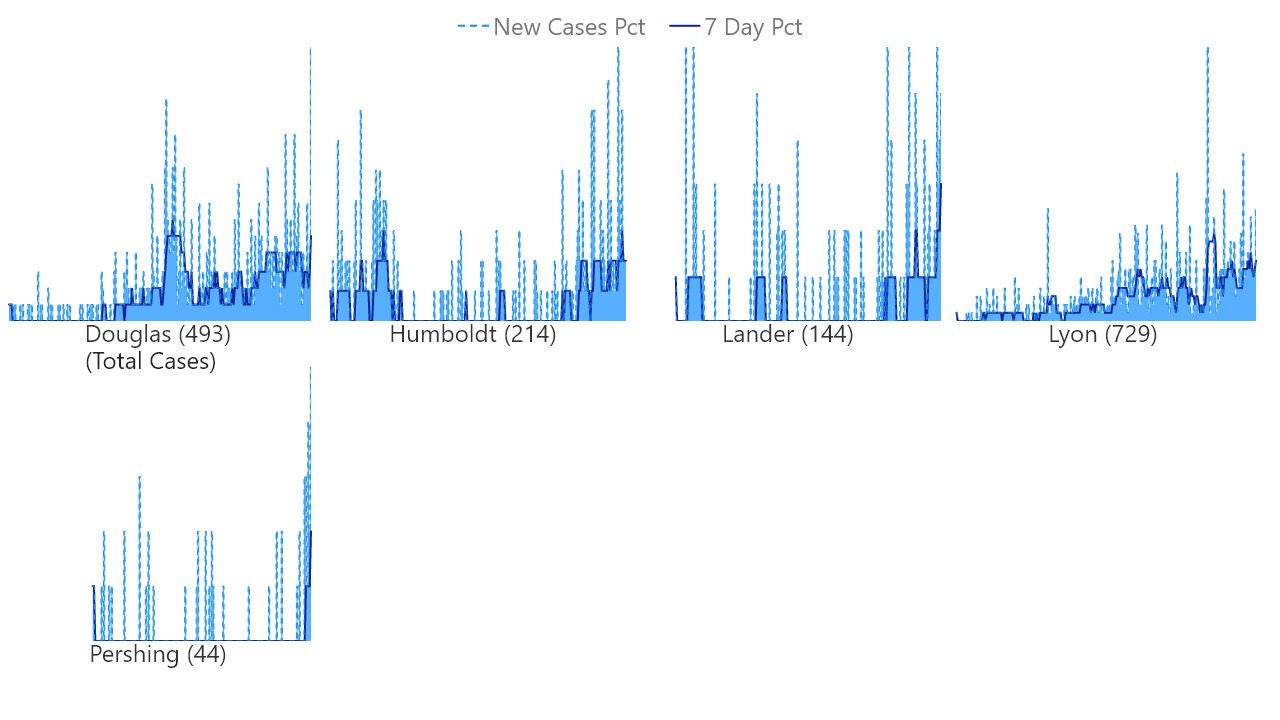 New Cases Pct 7 Day Pct
Douglas (493)
(Total Cases)
Humboldt (214)
Lander (144)
Lyon (729)
Pershing (44)